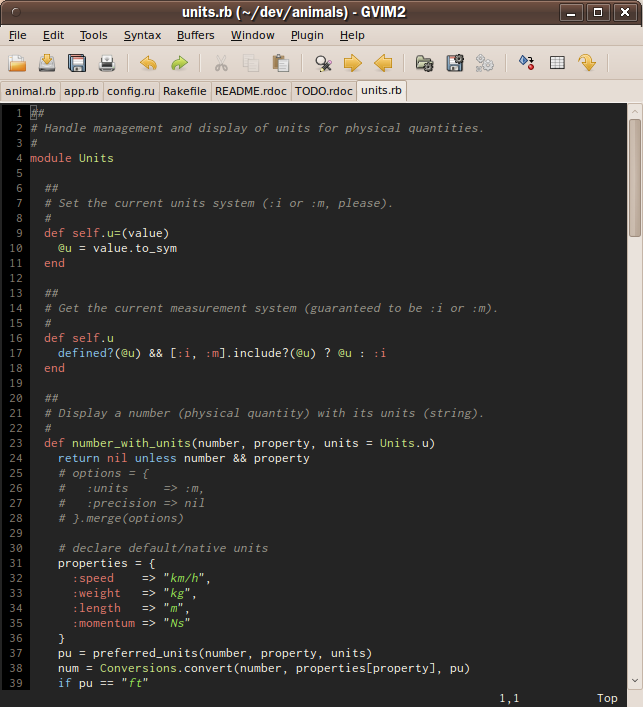 units.rb (~/dev/animals) - GVIM2
File Edit Tools Syntax Buffers Window Plugin Help
animal.rb app.rb config.ru Rakefile README.rdoc TODO.rdoc units.rb
1 ##
2 # Handle management and display of units for physical quantities.
3 #
4 module Units
5
6   ##
7   # Set the current units system (:i or :m, please).
8   #
9   def self.u=(value)
10     @u = value.to_sym
11   end
12
13   ##
14   # Get the current measurement system (guaranteed to be :i or :m).
15   #
16   def self.u
17     defined?(@u) && [:i, :m].include?(@u) ? @u : :i
18   end
19
20   ##
21   # Display a number (physical quantity) with its units (string).
22   #
23   def number_with_units(number, property, units = Units.u)
24     return nil unless number && property
25     # options = {
26     #   :units     => :m,
27     #   :precision => nil
28     # }.merge(options)
29
30     # declare default/native units
31     properties = {
32       :speed    => "km/h",
33       :weight   => "kg",
34       :length   => "m",
35       :momentum => "Ns"
36     }
37     pu = preferred_units(number, property, units)
38     num = Conversions.convert(number, properties[property], pu)
39     if pu == "ft"
1,1 Top